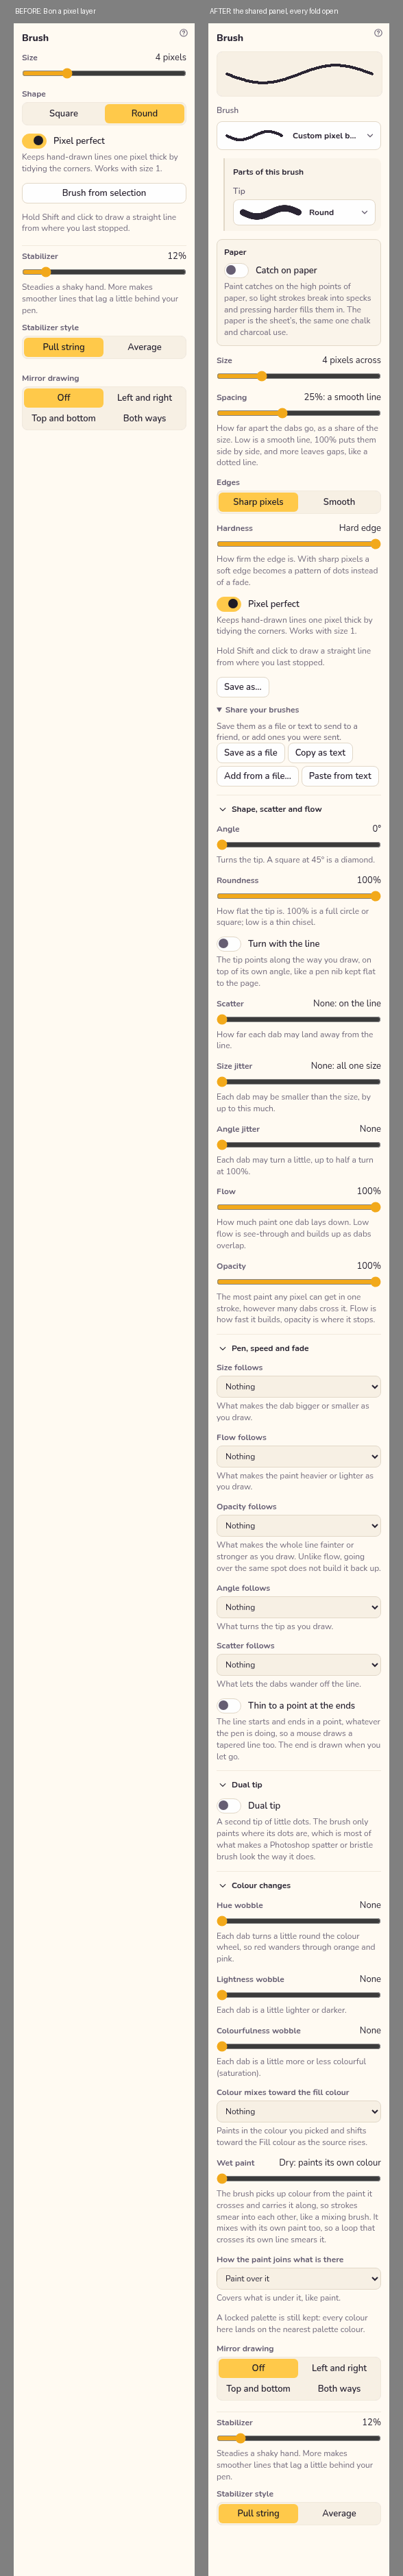 BEFORE: B on a pixel layer
Brush
Size 4 pixels
Shape
Square Round
Pixel perfect
Keeps hand-drawn lines one pixel thick by
tidying the corners. Works with size 1.
Brush from selection
Hold Shift and click to draw a straight line
from where you last stopped.
Stabilizer 12%
Steadies a shaky hand. More makes
smoother lines that lag a little behind your
pen.
Stabilizer style
Pull string Average
Mirror drawing
Off Left and right
Top and bottom Both ways
AFTER: the shared panel, every fold open
Brush
Brush
Custom pixel b...
Parts of this brush
Tip
Round
Paper
Catch on paper
Paint catches on the high points of
paper, so light strokes break into specks
and pressing harder fills them in. The
paper is the sheet's, the same one chalk
and charcoal use.
Size 4 pixels across
Spacing 25%: a smooth line
How far apart the dabs go, as a share of the
size. Low is a smooth line, 100% puts them
side by side, and more leaves gaps, like a
dotted line.
Edges
Sharp pixels Smooth
Hardness Hard edge
How firm the edge is. With sharp pixels a
soft edge becomes a pattern of dots instead
of a fade.
Pixel perfect
Keeps hand-drawn lines one pixel thick by
tidying the corners. Works with size 1.
Hold Shift and click to draw a straight line
from where you last stopped.
Save as...
Share your brushes
Save them as a file or text to send to a
friend, or add ones you were sent.
Save as a file Copy as text
Add from a file... Paste from text
Shape, scatter and flow
Angle 0°
Turns the tip. A square at 45° is a diamond.
Roundness 100%
How flat the tip is. 100% is a full circle or
square; low is a thin chisel.
Turn with the line
The tip points along the way you draw, on
top of its own angle, like a pen nib kept flat
to the page.
Scatter None: on the line
How far each dab may land away from the
line.
Size jitter None: all one size
Each dab may be smaller than the size, by
up to this much.
Angle jitter None
Each dab may turn a little, up to half a turn
at 100%.
Flow 100%
How much paint one dab lays down. Low
flow is see-through and builds up as dabs
overlap.
Opacity 100%
The most paint any pixel can get in one
stroke, however many dabs cross it. Flow is
how fast it builds, opacity is where it stops.
Pen, speed and fade
Size follows
Nothing
What makes the dab bigger or smaller as
you draw.
Flow follows
Nothing
What makes the paint heavier or lighter as
you draw.
Opacity follows
Nothing
What makes the whole line fainter or
stronger as you draw. Unlike flow, going
over the same spot does not build it back up.
Angle follows
Nothing
What turns the tip as you draw.
Scatter follows
Nothing
What lets the dabs wander off the line.
Thin to a point at the ends
The line starts and ends in a point, whatever
the pen is doing, so a mouse draws a
tapered line too. The end is drawn when you
let go.
Dual tip
Dual tip
A second tip of little dots. The brush only
paints where its dots are, which is most of
what makes a Photoshop spatter or bristle
brush look the way it does.
Colour changes
Hue wobble None
Each dab turns a little round the colour
wheel, so red wanders through orange and
pink.
Lightness wobble None
Each dab is a little lighter or darker.
Colourfulness wobble None
Each dab is a little more or less colourful
(saturation).
Colour mixes toward the fill colour
Nothing
Paints in the colour you picked and shifts
toward the Fill colour as the source rises.
Wet paint Dry: paints its own colour
The brush picks up colour from the paint it
crosses and carries it along, so strokes
smear into each other, like a mixing brush. It
mixes with its own paint too, so a loop that
crosses its own line smears it.
How the paint joins what is there
Paint over it
Covers what is under it, like paint.
A locked palette is still kept: every colour
here lands on the nearest palette colour.
Mirror drawing
Off Left and right
Top and bottom Both ways
Stabilizer 12%
Steadies a shaky hand. More makes
smoother lines that lag a little behind your
pen.
Stabilizer style
Pull string Average